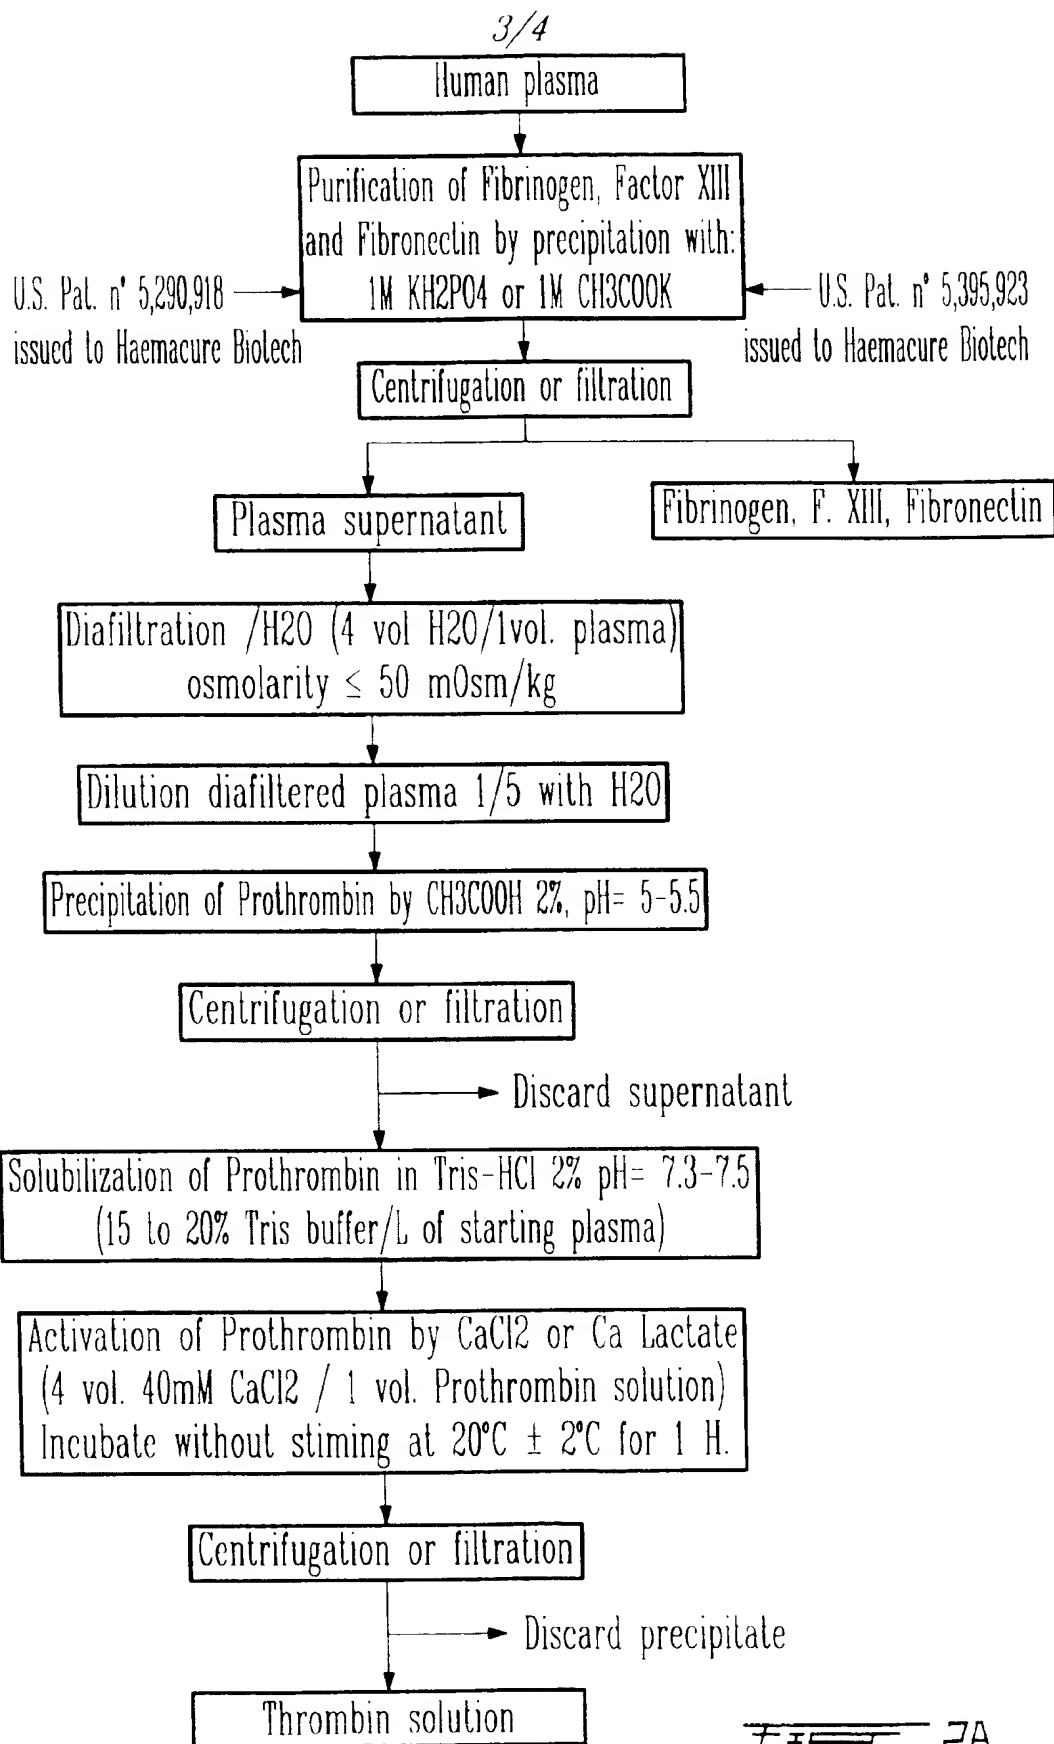 3/4
Human plasma
Purification of Fibrinogen, Factor XIII
and Fibronectin by precipitation with:
1M KH2PO4 or 1M CH3COOK
U.S. Pat. n° 5,290,918
issued to Haemacure Biotech
U.S. Pat. n° 5,395,923
issued to Haemacure Biotech
Centrifugation or filtration
Plasma supernatant
Fibrinogen, F. XIII, Fibronectin
Diafiltration /H2O (4 vol H2O/1vol. plasma)
osmolarity ≤ 50 mOsm/kg
Dilution diafiltered plasma 1/5 with H2O
Precipitation of Prothrombin by CH3COOH 2%, pH= 5-5.5
Centrifugation or filtration
Discard supernatant
Solubilization of Prothrombin in Tris-HCl 2% pH= 7.3-7.5
(15 to 20% Tris buffer/L of starting plasma)
Activation of Prothrombin by CaCl2 or Ca Lactate
(4 vol. 40mM CaCl2 / 1 vol. Prothrombin solution)
Incubate without stiming at 20°C ± 2°C for 1 H.
Centrifugation or filtration
Discard precipitate
Thrombin solution